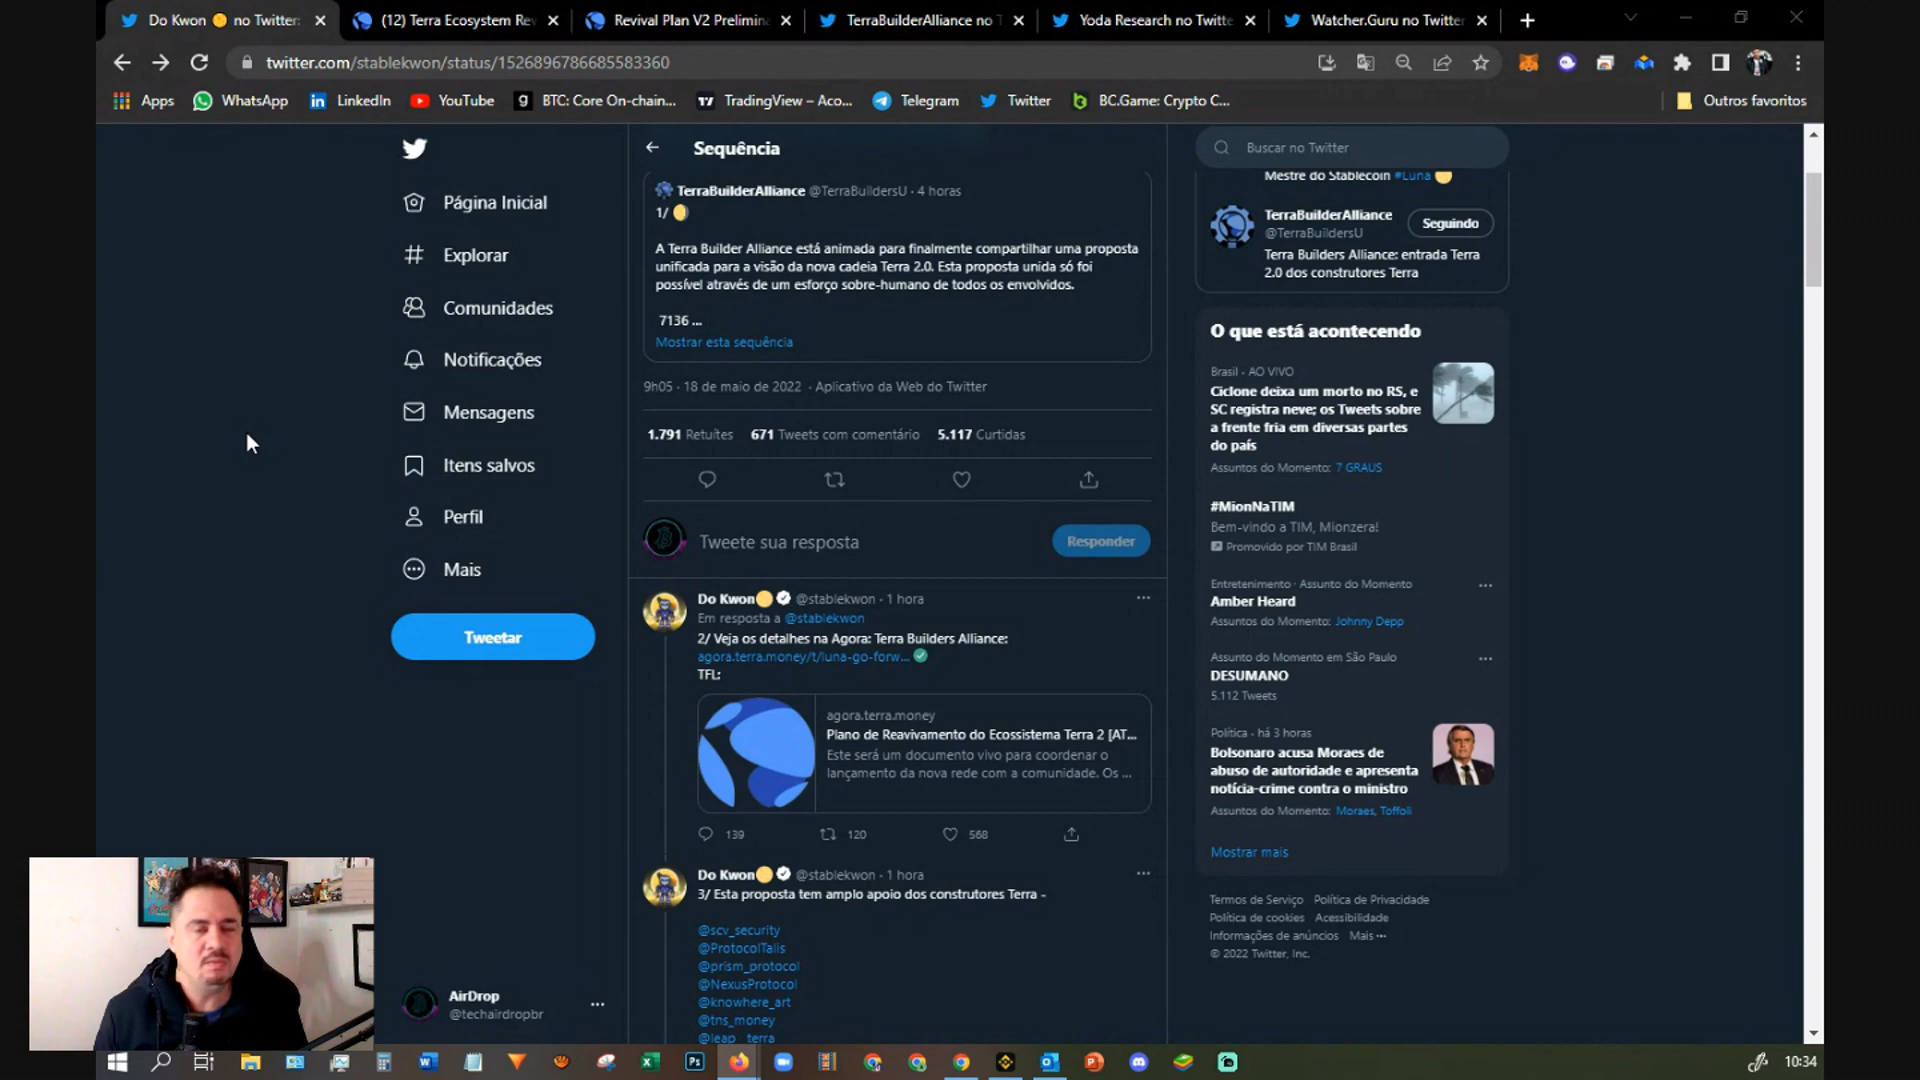 Do Kwon no Twitter:
(12) Terra Ecosystem Rev
Revival Plan V2 Prelimin
TerraBuilderAlliance no T
Yoda Research no Twitte
Watcher.Guru no Twitter
twitter.com/stablekwon/status/1526896786685583360
Apps
WhatsApp
LinkedIn
YouTube
BTC: Core On-chain...
TradingView – Aco...
Telegram
Twitter
BC.Game: Crypto C...
Outros favoritos
Página Inicial
Explorar
Comunidades
Notificações
Mensagens
Itens salvos
Perfil
Mais
Tweetar
AirDrop
@techairdropbr
Sequência
TerraBuilderAlliance @TerraBuildersU · 4 horas
1/
A Terra Builder Alliance está animada para finalmente compartilhar uma proposta
unificada para a visão da nova cadeia Terra 2.0. Esta proposta unida só foi
possível através de um esforço sobre-humano de todos os envolvidos.
7136 ...
Mostrar esta sequência
9h05 · 18 de maio de 2022 · Aplicativo da Web do Twitter
1.791 Retuítes 671 Tweets com comentário 5.117 Curtidas
Tweete sua resposta
Responder
Do Kwon @stablekwon · 1 hora
Em resposta a @stablekwon
2/ Veja os detalhes na Agora: Terra Builders Alliance:
agora.terra.money/t/luna-go-forw...
TFL:
agora.terra.money
Plano de Reavivamento do Ecossistema Terra 2 [AT...
Este será um documento vivo para coordenar o
lançamento da nova rede com a comunidade. Os ...
139 120 568
Do Kwon @stablekwon · 1 hora
3/ Esta proposta tem amplo apoio dos construtores Terra -
@scv_security
@ProtocolTalis
@prism_protocol
@NexusProtocol
@knowhere_art
@tns_money
@leap_terra
Buscar no Twitter
Mestre do Stablecoin #Luna
TerraBuilderAlliance
@TerraBuildersU
Seguindo
Terra Builders Alliance: entrada Terra
2.0 dos construtores Terra
O que está acontecendo
Brasil · AO VIVO
Ciclone deixa um morto no RS, e
SC registra neve; os Tweets sobre
a frente fria em diversas partes
do país
Assuntos do Momento: 7 GRAUS
#MionNaTIM
Bem-vindo a TIM, Mionzera!
Promovido por TIM Brasil
Entretenimento · Assunto do Momento
Amber Heard
Assuntos do Momento: Johnny Depp
Assunto do Momento em São Paulo
DESUMANO
5.112 Tweets
Política · há 3 horas
Bolsonaro acusa Moraes de
abuso de autoridade e apresenta
notícia-crime contra o ministro
Assuntos do Momento: Moraes, Toffoli
Mostrar mais
Termos de Serviço Política de Privacidade
Política de cookies Acessibilidade
Informações de anúncios Mais ···
© 2022 Twitter, Inc.
10:34